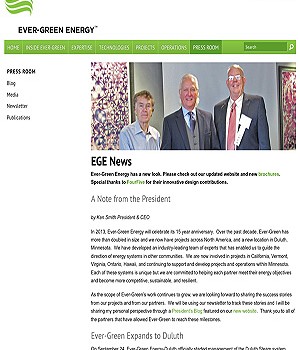 EVER-GREEN ENERGY™
HOME
INSIDE EVER-GREEN
EXPERTISE
TECHNOLOGIES
PROJECTS
OPERATIONS
PRESS ROOM
Search
PRESS ROOM
Blog
Media
Newsletter
Publications
EGE News
Ever-Green Energy has a new look. Please check out our updated website and new brochures.
Special thanks to FourFive for their innovative design contributions.
A Note from the President
by Ken Smith President & CEO
In 2013, Ever-Green Energy will celebrate its 15 year anniversary. Over the past decade, Ever-Green has
more than doubled in size and we now have projects across North America, and a new location in Duluth,
Minnesota. We have developed an industry-leading team of experts that has enabled us to guide the
direction of energy systems in other communities. We are now involved in projects in California, Vermont,
Virginia, Ontario, Hawaii, and continuing to support and develop projects and operations within Minnesota.
Each of these systems is unique but we are committed to helping each partner meet their energy objectives
and become more competitive, sustainable, and resilient.
As the scope of Ever-Green's work continues to grow, we are looking forward to sharing the success stories
from our projects and from our partners. We will be using our newsletter to track these stories and I will be
sharing my personal perspective through a President's Blog featured on our new website. Thank you to all of
the partners that have allowed Ever-Green to reach these milestones.
Ever-Green Expands to Duluth
On September 24, Ever-Green Energy-Duluth officially started management of the Duluth Steam system